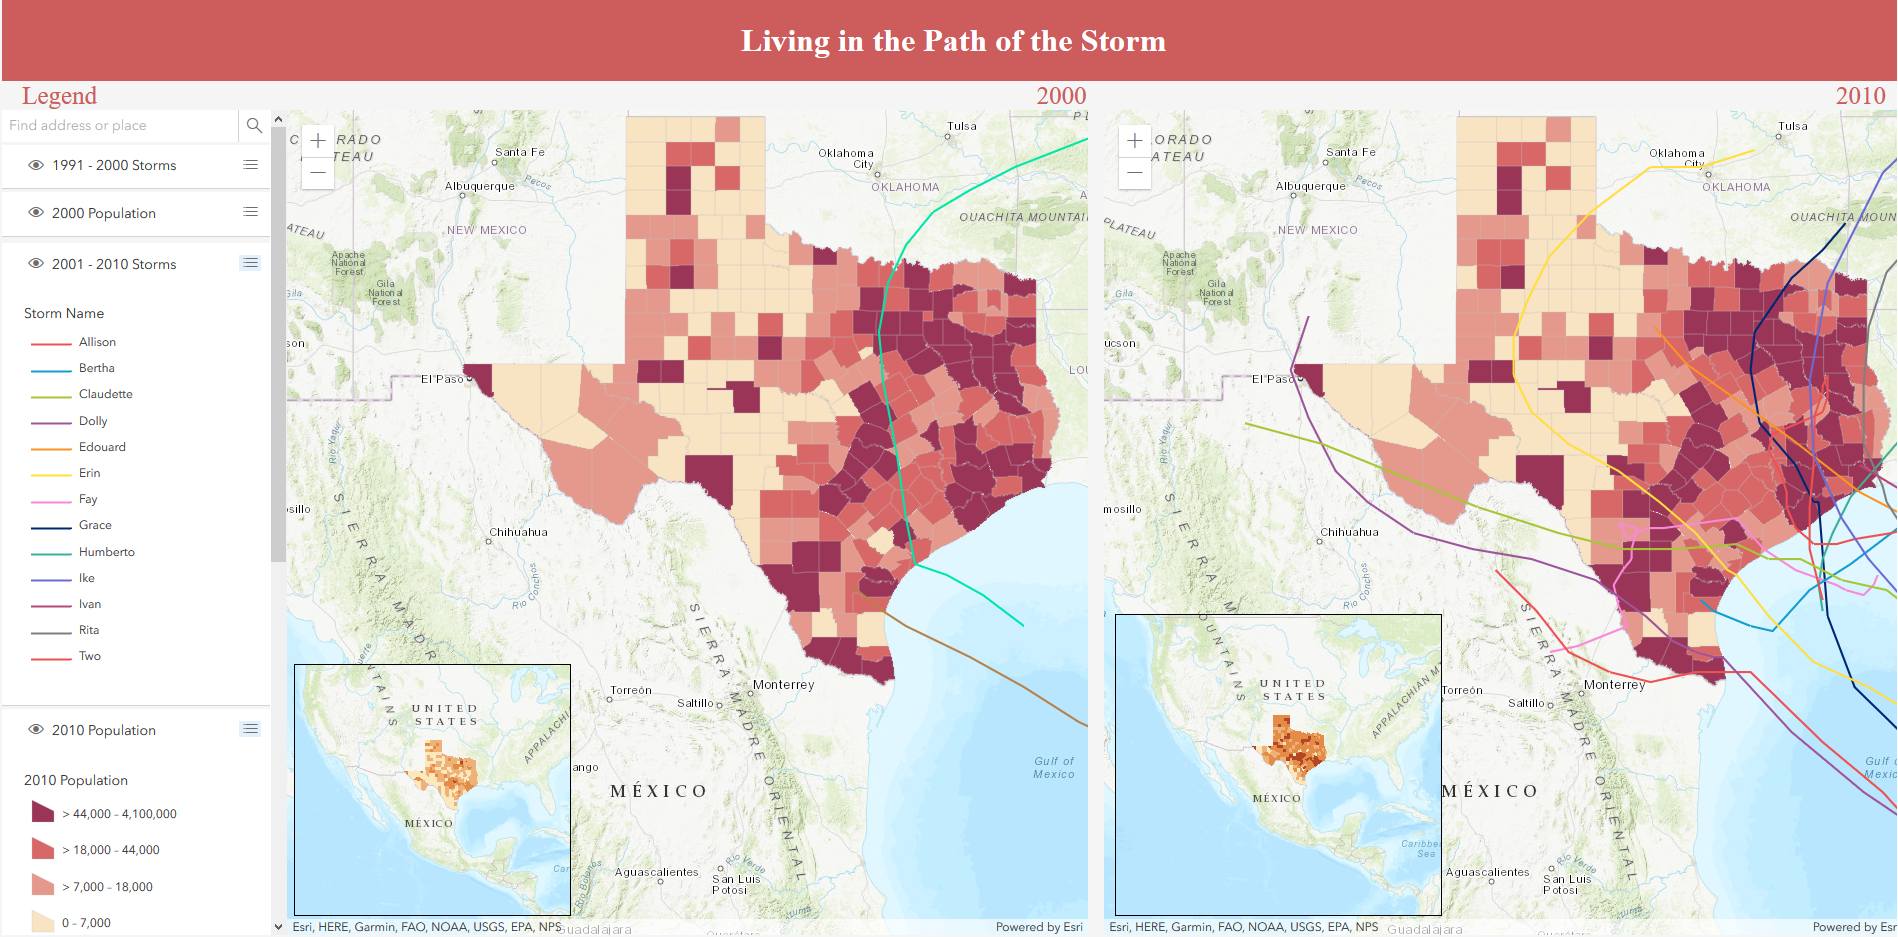 Living in the Path of the Storm
Legend
2000
2010
Find address or place
1991 - 2000 Storms
2000 Population
2001 - 2010 Storms
Storm Name
Allison
Bertha
Claudette
Dolly
Edouard
Erin
Fay
Grace
Humberto
Ike
Ivan
Rita
Two
2010 Population
2010 Population
> 44,000 - 4,100,000
> 18,000 - 44,000
> 7,000 - 18,000
0 - 7,000
+
−
RADO
TEAU
Santa Fe
Albuquerque
Pecos
NEW MEXICO
ATEAU
Apache
National
Forest
Gila
National
Forest
Gila
son
El Paso
Oklahoma
City
OKLAHOMA
Tulsa
OUACHITA MOUNTAI
LOU
Rio Yaqui
osillo
Chihuahua
Rio Conchos
SIERRA MADR
SIERRA MADRE ORIENTAL
Torreón
Saltillo
Monterrey
ango
MÉXICO
Gulf of
Mexico
Aguascalientes
Rio Verde
San Luis
Potosi
Guadalajara
UNITED
STATES
APPALACHI
MÉXICO
Car
Esri, HERE, Garmin, FAO, NOAA, USGS, EPA, NPS
Powered by Esri
+
−
ORADO
ATEAU
Santa Fe
Albuquerque
Pecos
NEW MEXICO
PLATEAU
Apache
National
Forest
Gila
National
Forest
Gila
ucson
El Paso
Oklahoma
City
OKLAHOMA
Tulsa
OUACHITA MOUN
Rio Yaqui
mosillo
Chihuahua
Rio Conchos
SIERRA
SIERRA MADRE ORIENTAL
Torreón
Saltillo
Monterrey
MÉXICO
Gulf
Mexic
Aguascalientes
Rio Verde
San Luis
Potosi
Guadalajara
OUNTAINS
UNITED
STATES
APPALACHIAN MT
MÉXICO
Caribbe
Sea
Esri, HERE, Garmin, FAO, NOAA, USGS, EPA, NPS
Powered by Esr